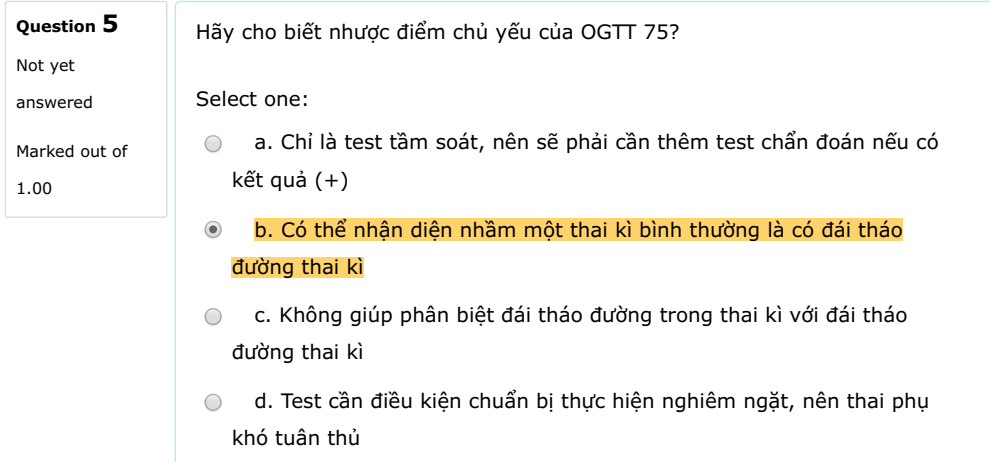 Question 5
Not yet
answered
Marked out of
1.00
Hãy cho biết nhược điểm chủ yếu của OGTT 75?
Select one:
a. Chỉ là test tầm soát, nên sẽ phải cần thêm test chẩn đoán nếu có
kết quả (+)
b. Có thể nhận diện nhầm một thai kì bình thường là có đái tháo
đường thai kì
c. Không giúp phân biệt đái tháo đường trong thai kì với đái tháo
đường thai kì
d. Test cần điều kiện chuẩn bị thực hiện nghiêm ngặt, nên thai phụ
khó tuân thủ